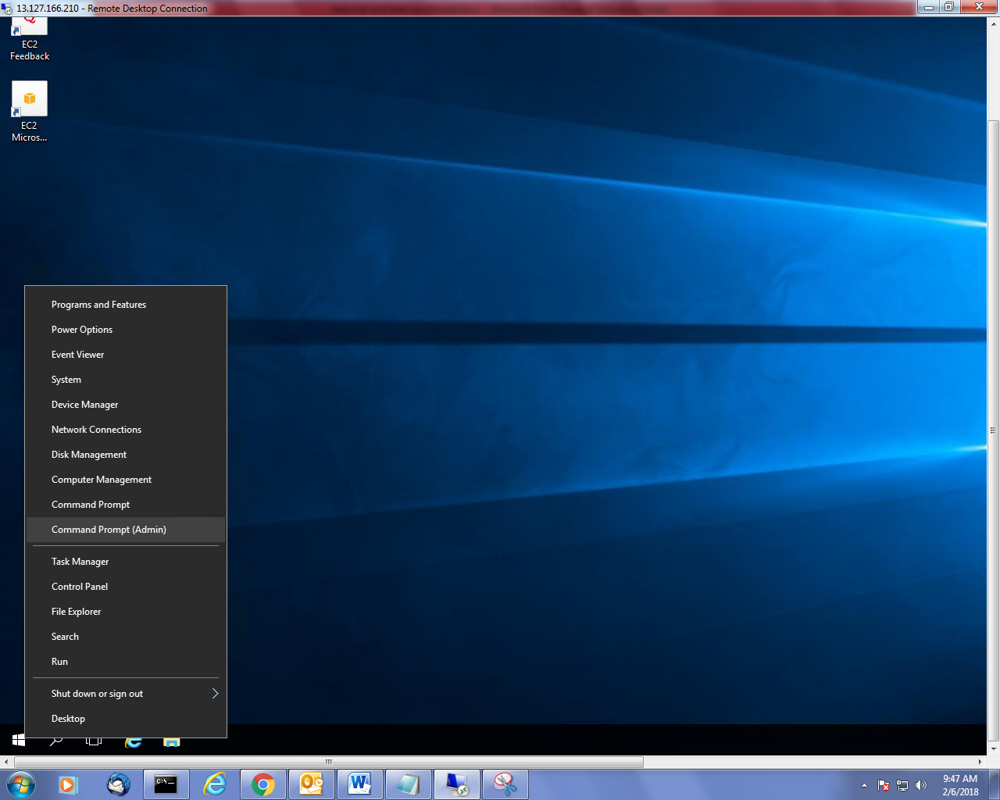 13.127.166.210 - Remote Desktop Connection
EC2
Feedback
EC2
Micros...
Programs and Features
Power Options
Event Viewer
System
Device Manager
Network Connections
Disk Management
Computer Management
Command Prompt
Command Prompt (Admin)
Task Manager
Control Panel
File Explorer
Search
Run
Shut down or sign out
Desktop
C:\_
9:47 AM
2/6/2018